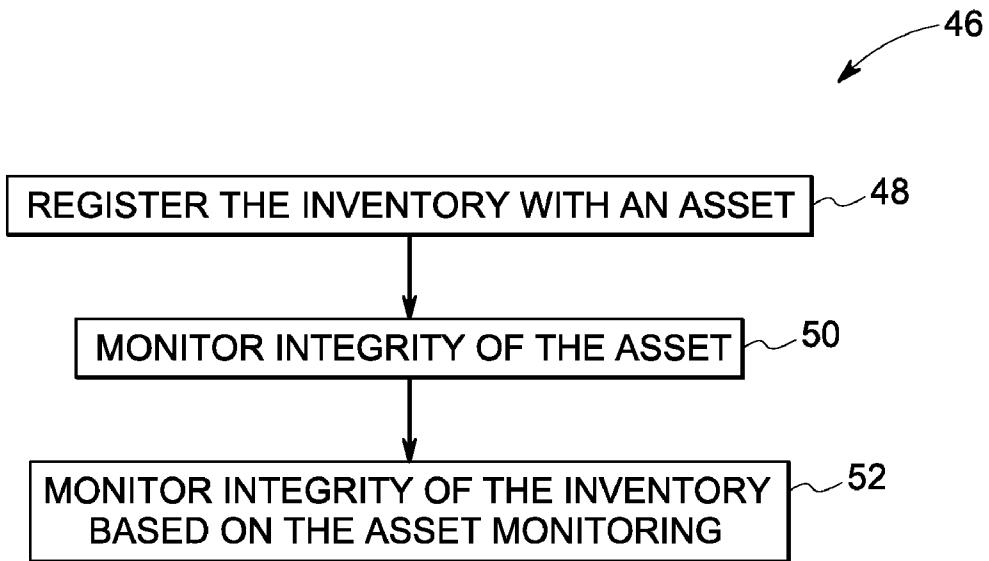 46
REGISTER THE INVENTORY WITH AN ASSET
48
MONITOR INTEGRITY OF THE ASSET
50
MONITOR INTEGRITY OF THE INVENTORY
BASED ON THE ASSET MONITORING
52